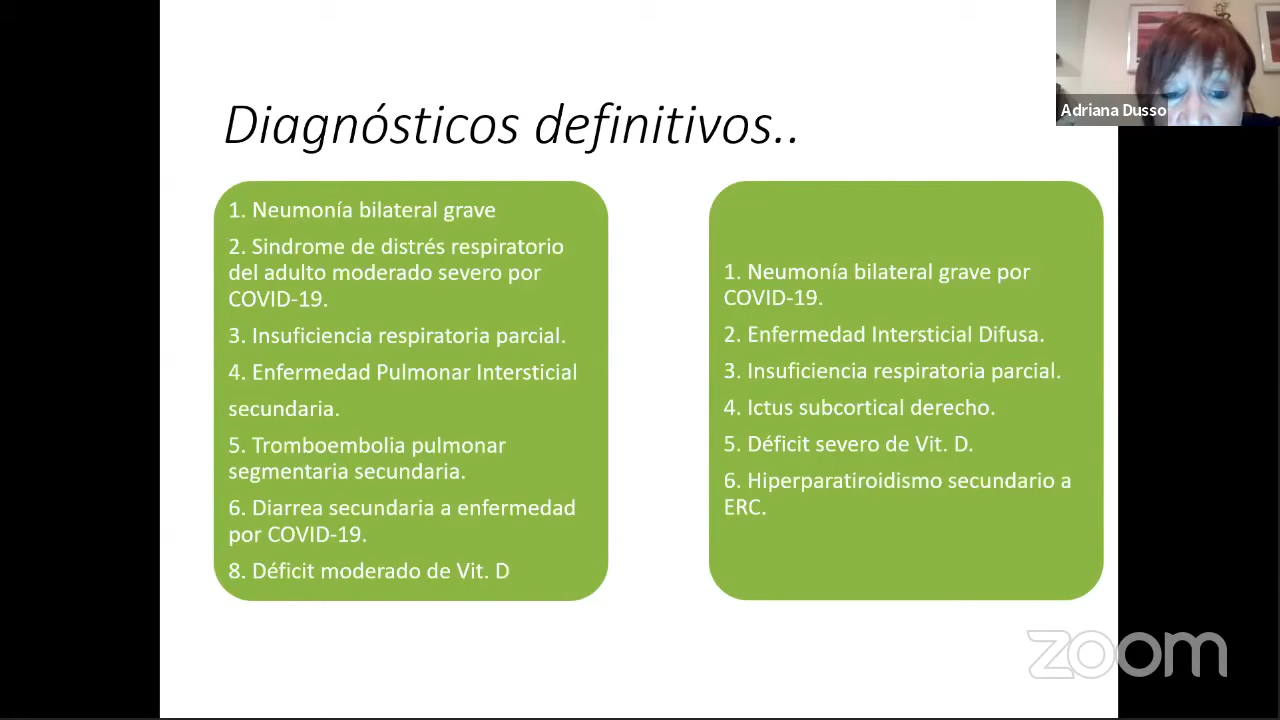 Diagnósticos definitivos..
1. Neumonía bilateral grave
2. Sindrome de distrés respiratorio
del adulto moderado severo por
COVID-19.
3. Insuficiencia respiratoria parcial.
4. Enfermedad Pulmonar Intersticial
secundaria.
5. Tromboembolia pulmonar
segmentaria secundaria.
6. Diarrea secundaria a enfermedad
por COVID-19.
8. Déficit moderado de Vit. D
1. Neumonía bilateral grave por
COVID-19.
2. Enfermedad Intersticial Difusa.
3. Insuficiencia respiratoria parcial.
4. Ictus subcortical derecho.
5. Déficit severo de Vit. D.
6. Hiperparatiroidismo secundario a
ERC.
Adriana Dusso
zoom